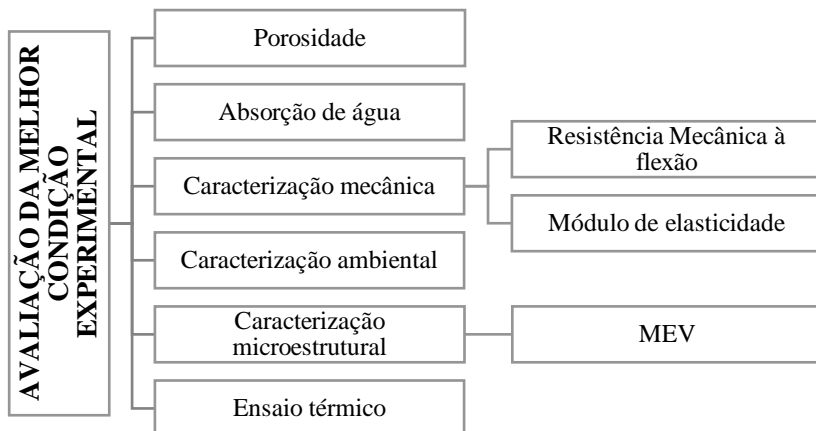 AVALIAÇÃO DA MELHOR
CONDIÇÃO
EXPERIMENTAL
Porosidade
Absorção de água
Caracterização mecânica
Resistência Mecânica à
flexão
Módulo de elasticidade
Caracterização ambiental
Caracterização
microestrutural
MEV
Ensaio térmico